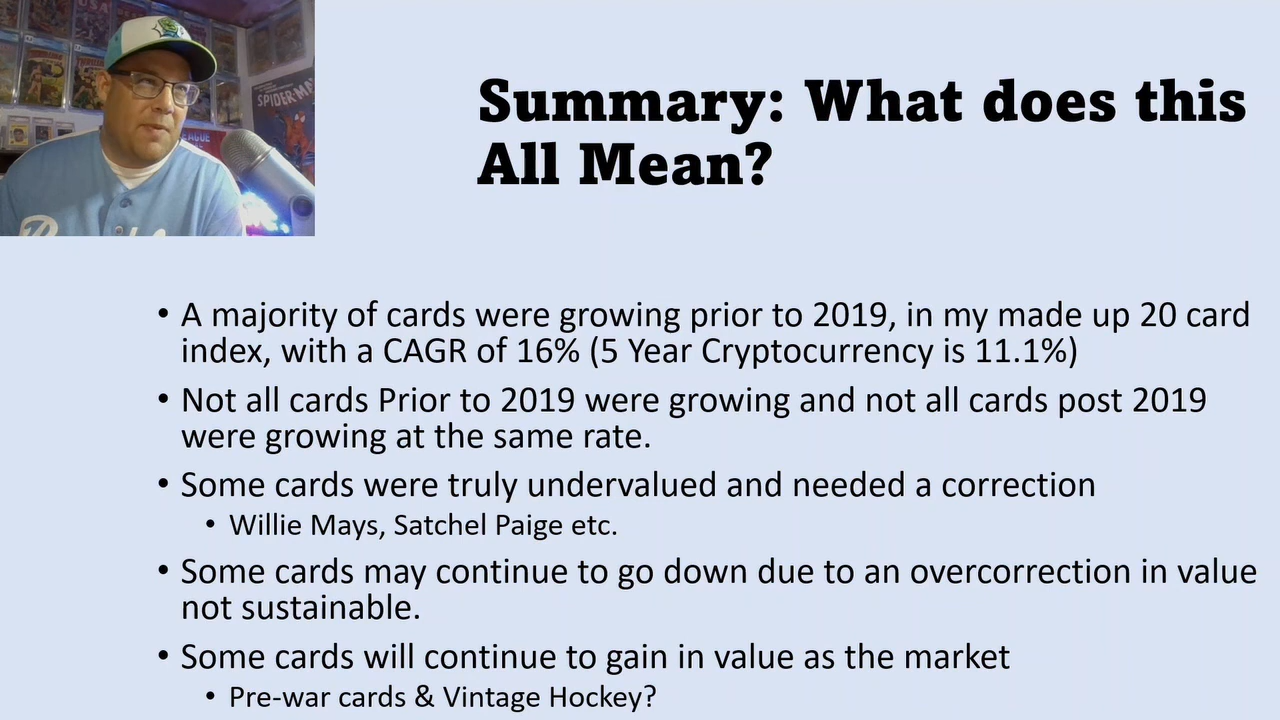 SPIDER-MAN
LEAGUE
Summary: What does this
All Mean?
• A majority of cards were growing prior to 2019, in my made up 20 card
index, with a CAGR of 16% (5 Year Cryptocurrency is 11.1%)
• Not all cards Prior to 2019 were growing and not all cards post 2019
were growing at the same rate.
• Some cards were truly undervalued and needed a correction
• Willie Mays, Satchel Paige etc.
• Some cards may continue to go down due to an overcorrection in value
not sustainable.
• Some cards will continue to gain in value as the market
• Pre-war cards & Vintage Hockey?